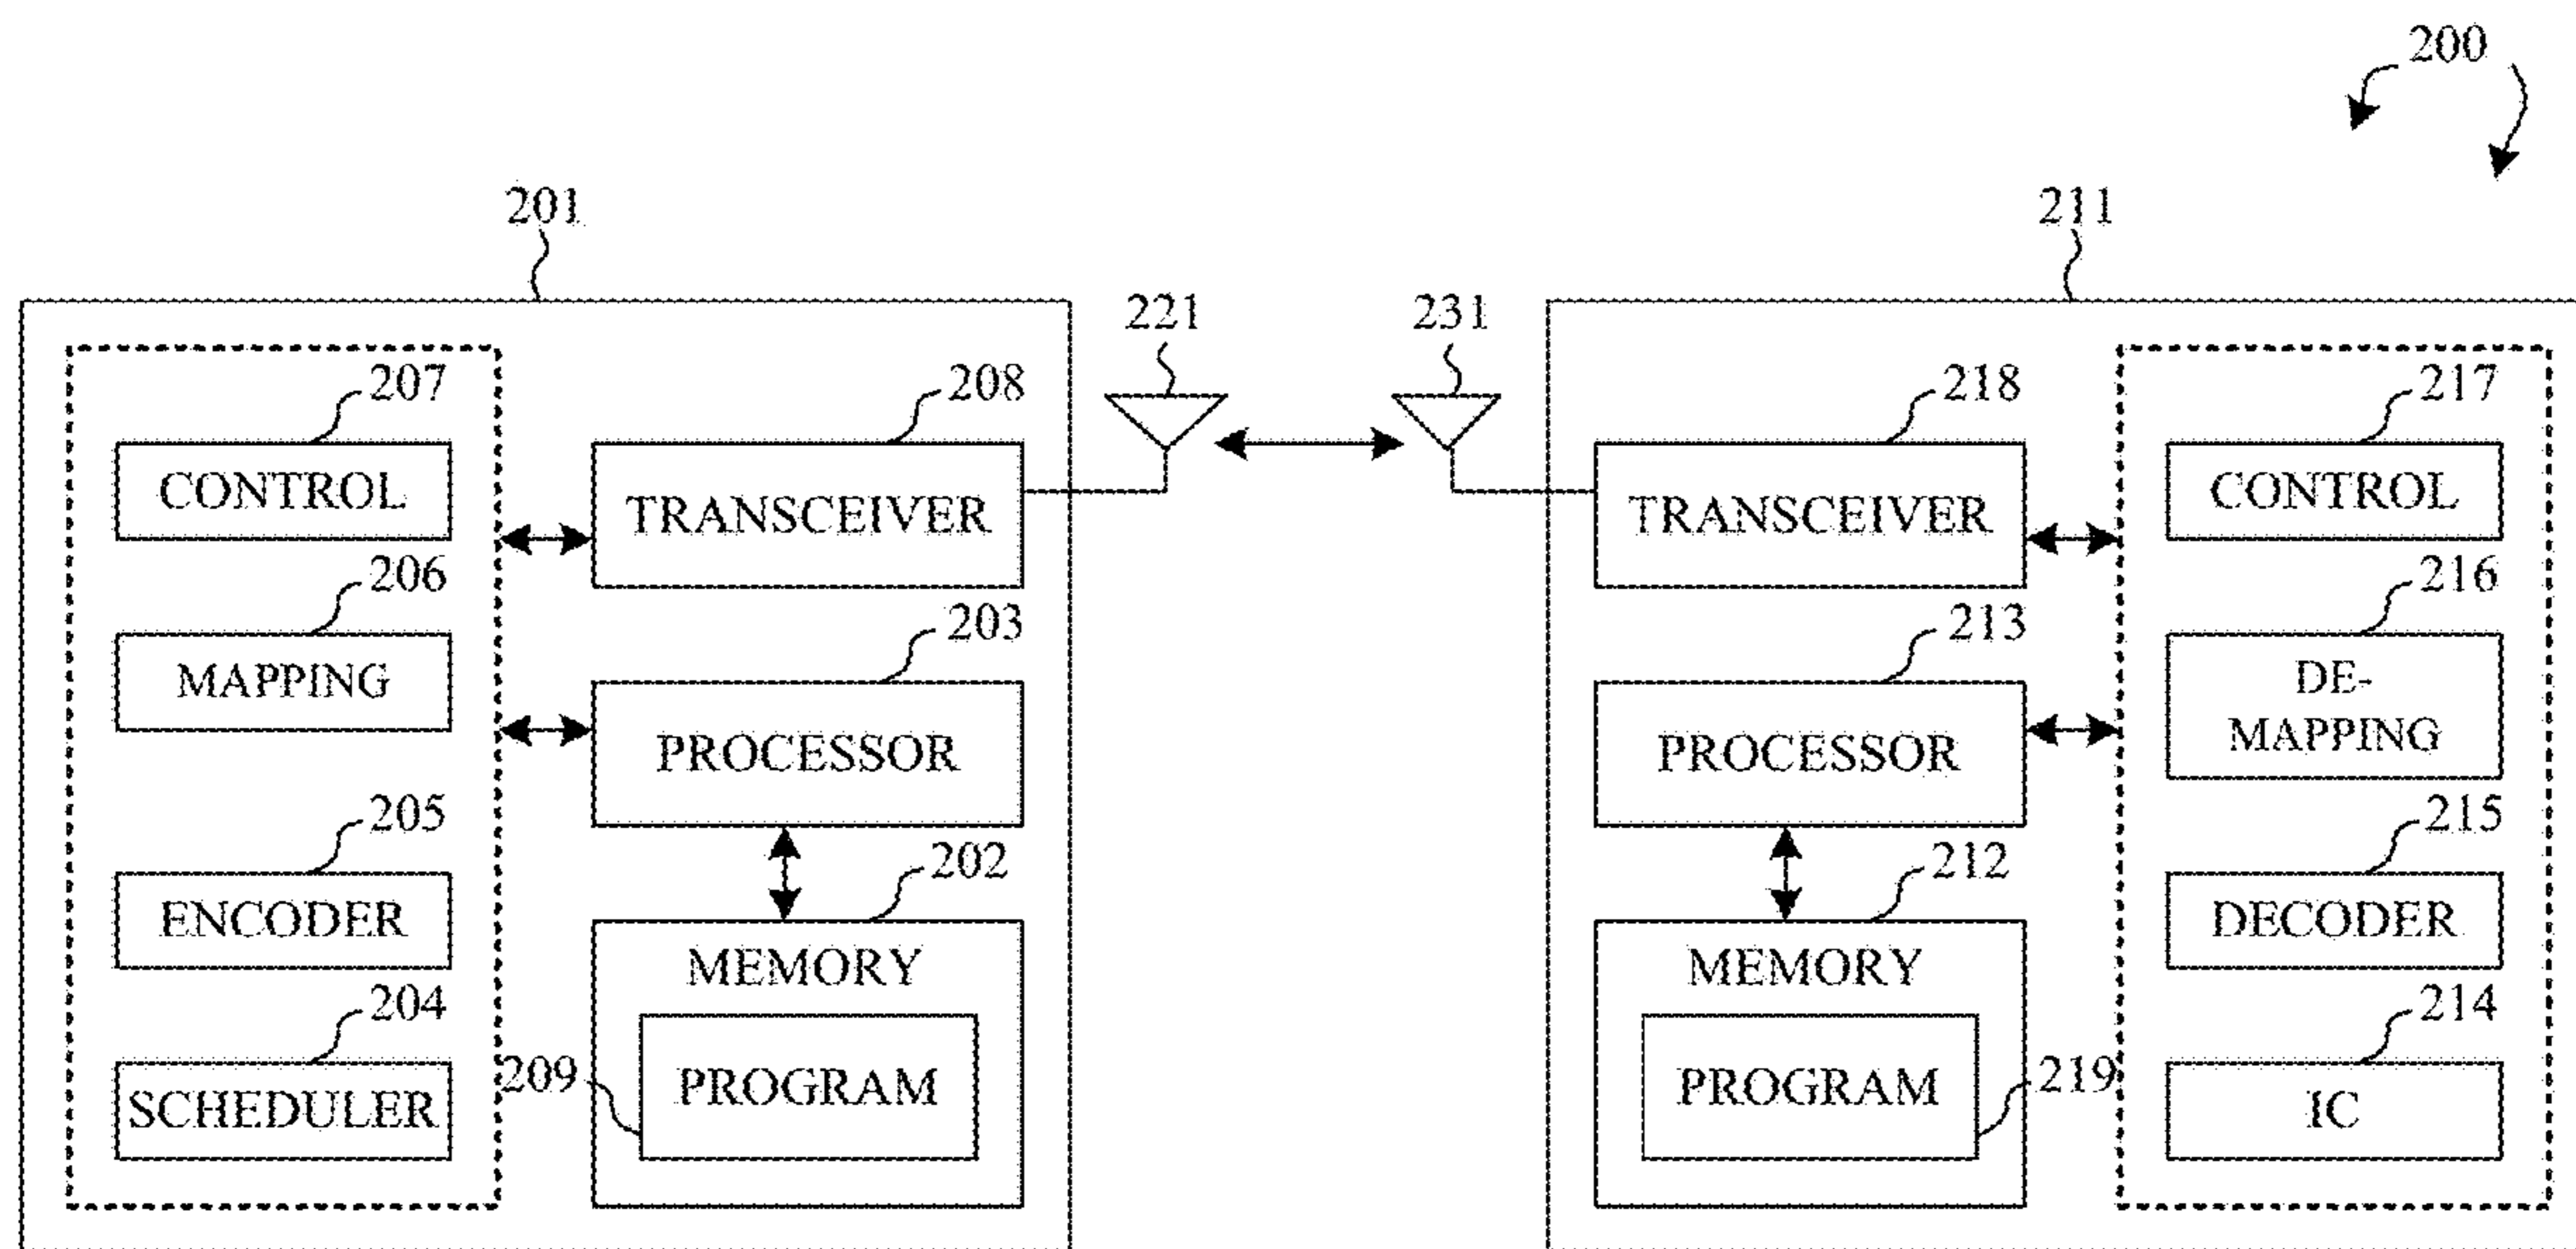 200
201
211
221
231
207
208
218
217
CONTROL
TRANSCEIVER
TRANSCEIVER
CONTROL
206
203
213
216
MAPPING
PROCESSOR
PROCESSOR
DE-
MAPPING
205
202
212
215
ENCODER
MEMORY
MEMORY
DECODER
204
209
PROGRAM
PROGRAM
219
214
SCHEDULER
IC